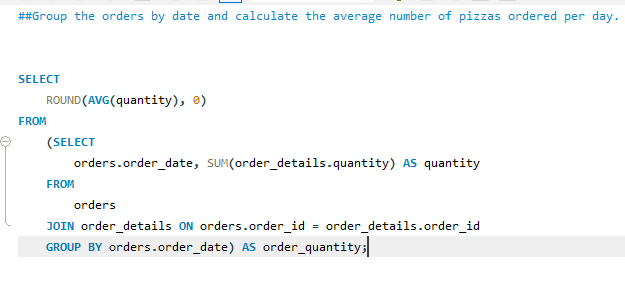 ##Group the orders by date and calculate the average number of pizzas ordered per day.
SELECT
ROUND(AVG(quantity), 0)
FROM
(SELECT
orders.order_date, SUM(order_details.quantity) AS quantity
FROM
orders
JOIN order_details ON orders.order_id = order_details.order_id
GROUP BY orders.order_date) AS order_quantity;